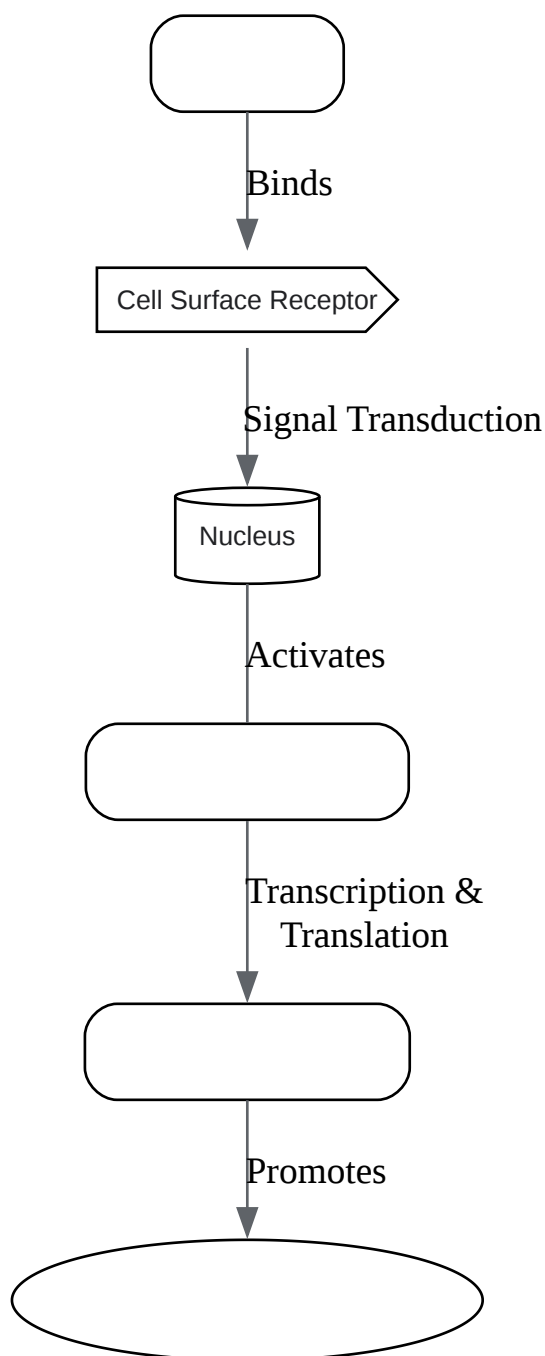 Binds
Cell Surface Receptor
Signal Transduction
Nucleus
Activates
Transcription &
Translation
Promotes